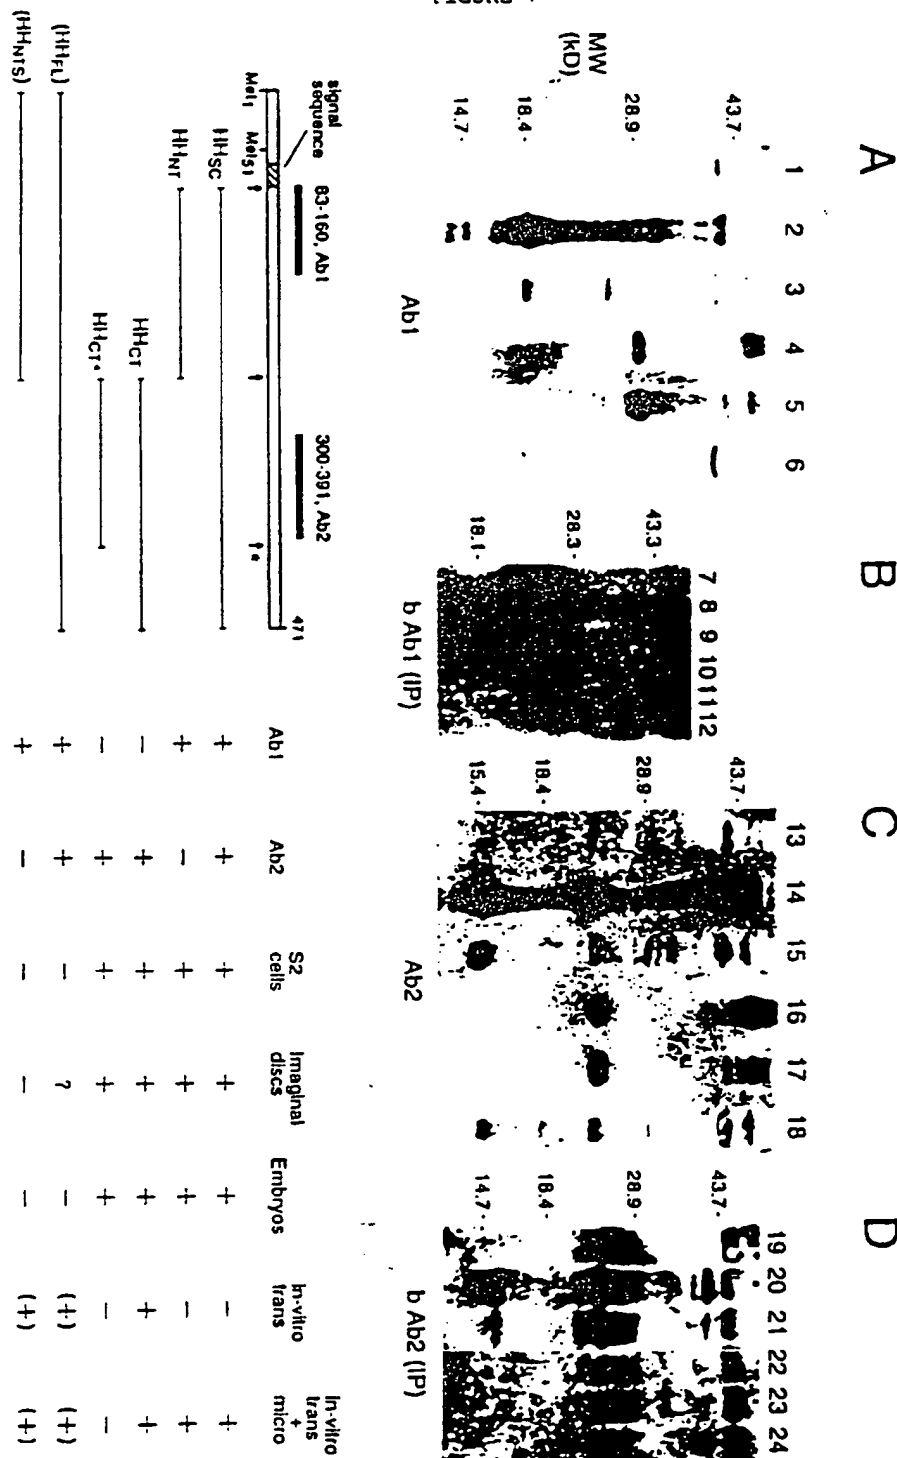 A
MW
(kD)
43.7-
28.9-
18.4-
14.7-
1 2 3 4 5 6
Ab1
B
43.3-
28.3-
18.1-
7 8 9 10 11 12
b Ab1 (IP)
C
43.7-
28.9-
18.4-
15.4-
13 14 15 16 17 18
Ab2
D
43.7-
28.9-
18.4-
14.7-
19 20 21 22 23 24
b Ab2 (IP)
83-160, Ab1
300-391, Ab2
signal
sequence
Met1
Met51
471
Ab1
Ab2
S2
cells
Imaginal
discs
Embryos
In-vitro
trans
In-vitro
trans
+
micro
HHSC + + + + + - +
HHNT + - + + + - +
HHCT - + + + + + +
HHCT* - + + + + - -
(HHFL) + + - ? - (+) (+)
(HHNTS) + - - - - (+) (+)